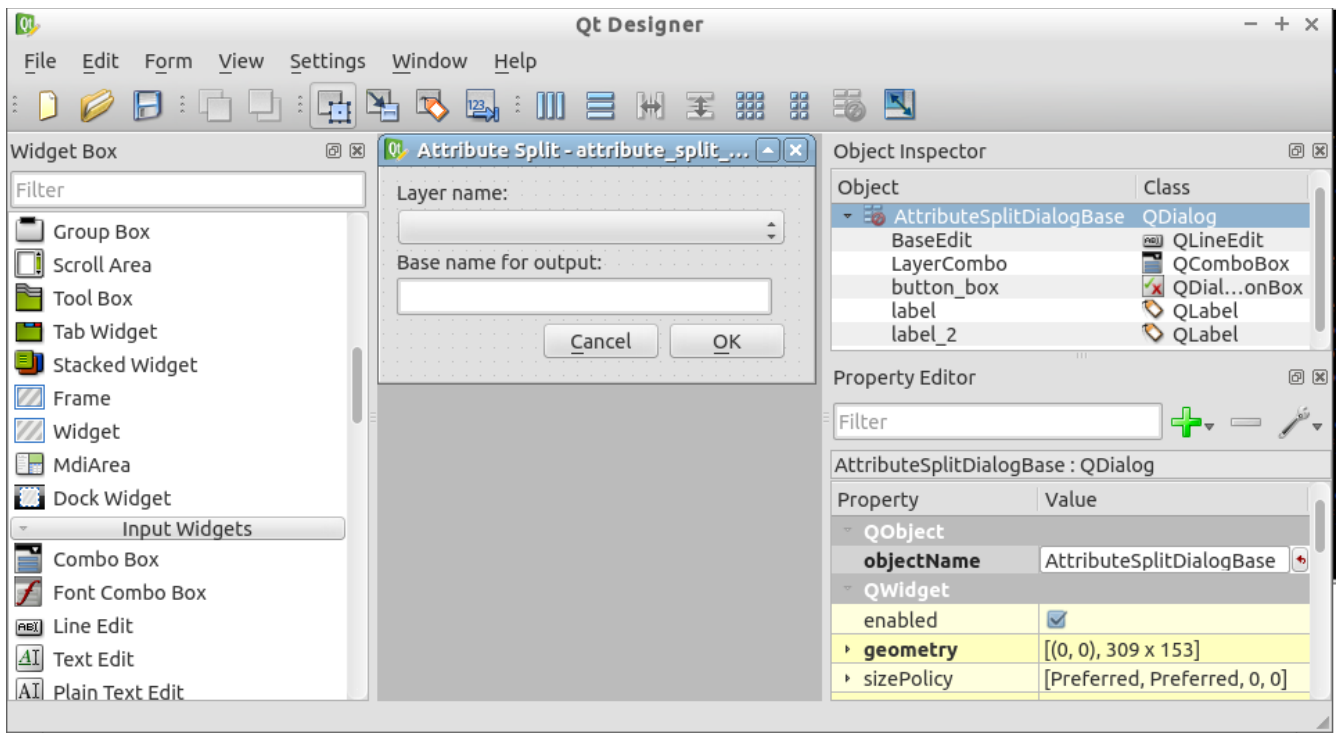 Qt Designer
File Edit Form View Settings Window Help
Widget Box
Filter
Group Box
Scroll Area
Tool Box
Tab Widget
Stacked Widget
Frame
Widget
MdiArea
Dock Widget
Input Widgets
Combo Box
Font Combo Box
Line Edit
Text Edit
Plain Text Edit
Attribute Split - attribute_split_...
Layer name:
Base name for output:
Cancel OK
Object Inspector
Object Class
AttributeSplitDialogBase QDialog
BaseEdit QLineEdit
LayerCombo QComboBox
button_box QDial...onBox
label QLabel
label_2 QLabel
Property Editor
Filter
AttributeSplitDialogBase : QDialog
Property Value
QObject
objectName AttributeSplitDialogBase
QWidget
enabled
geometry [(0, 0), 309 x 153]
sizePolicy [Preferred, Preferred, 0, 0]